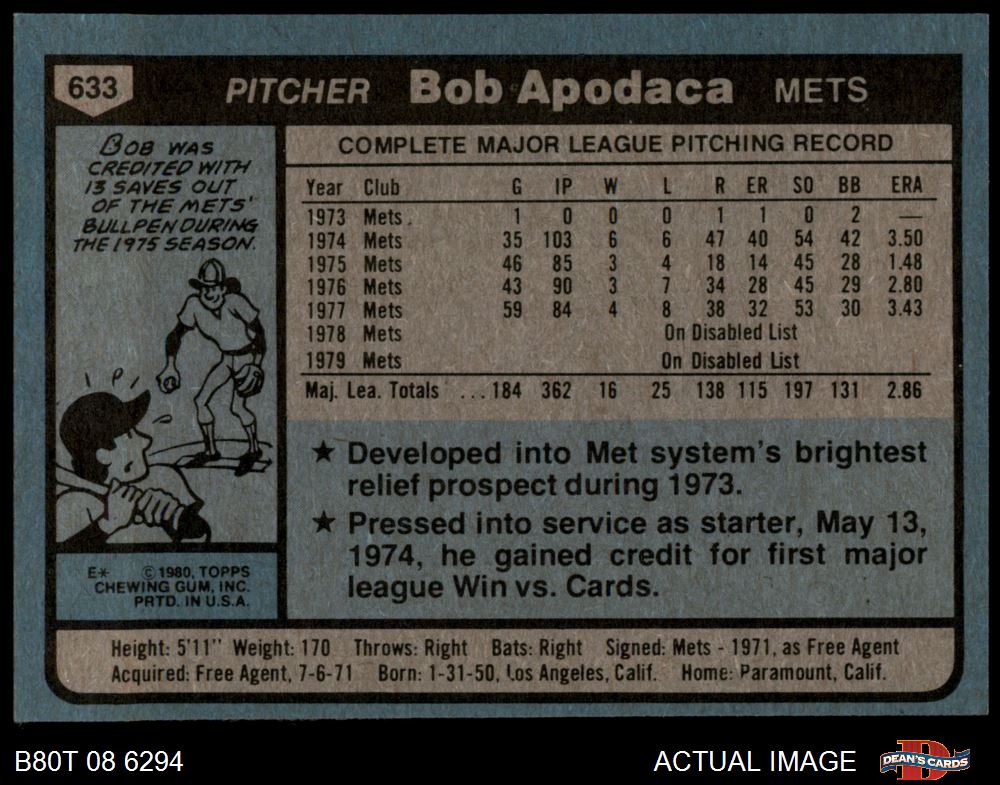 633 PITCHER Bob Apodaca METS
BOB WAS
CREDITED WITH
13 SAVES OUT
OF THE METS'
BULLPEN DURING
THE 1975 SEASON.
COMPLETE MAJOR LEAGUE PITCHING RECORD
Year Club G IP W L R ER SO BB ERA
1973 Mets . 1 0 0 0 1 1 0 2 —
1974 Mets 35 103 6 6 47 40 54 42 3.50
1975 Mets 46 85 3 4 18 14 45 28 1.48
1976 Mets 43 90 3 7 34 28 45 29 2.80
1977 Mets 59 84 4 8 38 32 53 30 3.43
1978 Mets On Disabled List
1979 Mets On Disabled List
Maj. Lea. Totals ... 184 362 16 25 138 115 197 131 2.86
★ Developed into Met system's brightest
relief prospect during 1973.
★ Pressed into service as starter, May 13,
1974, he gained credit for first major
league Win vs. Cards.
E* © 1980, TOPPS
CHEWING GUM, INC.
PRTD. IN U.S.A.
Height: 5'11" Weight: 170 Throws: Right Bats: Right Signed: Mets - 1971, as Free Agent
Acquired: Free Agent, 7-6-71 Born: 1-31-50, Los Angeles, Calif. Home: Paramount, Calif.
B80T 08 6294
ACTUAL IMAGE
D
DEAN'S CARDS